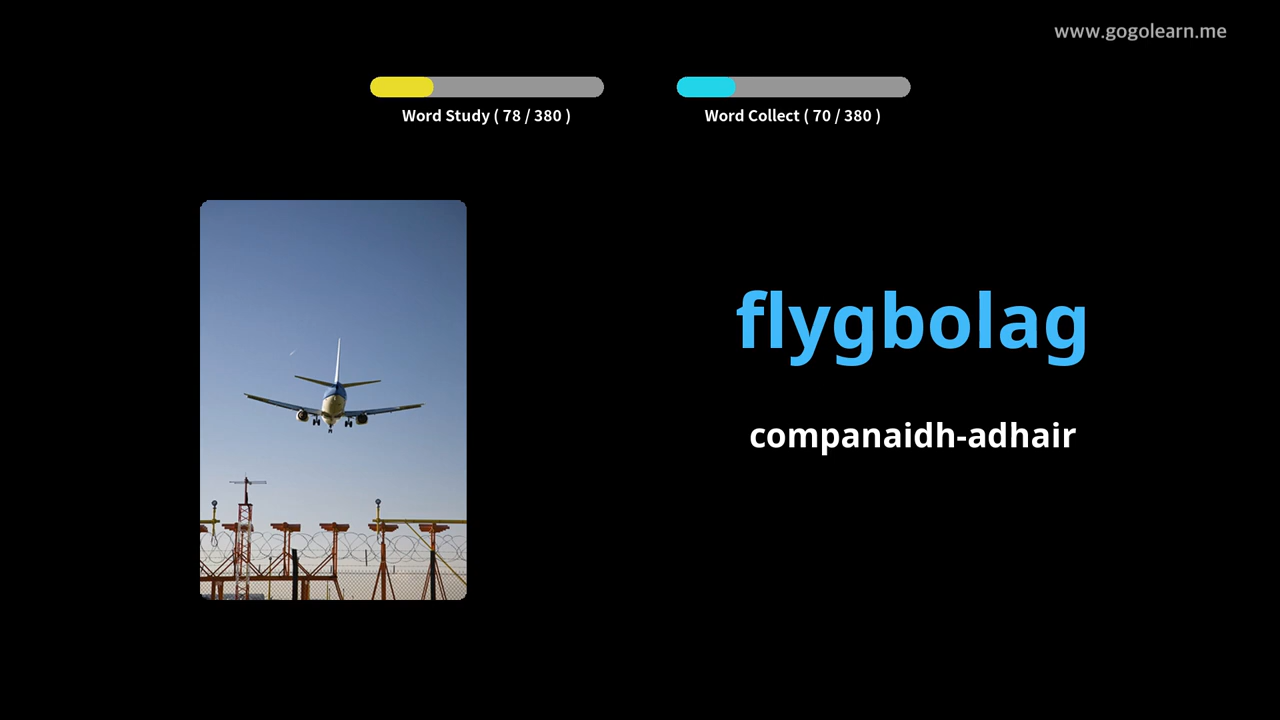 www.gogolearn.me
Word Study ( 78 / 380 )
Word Collect ( 70 / 380 )
flygbolag
companaidh-adhair